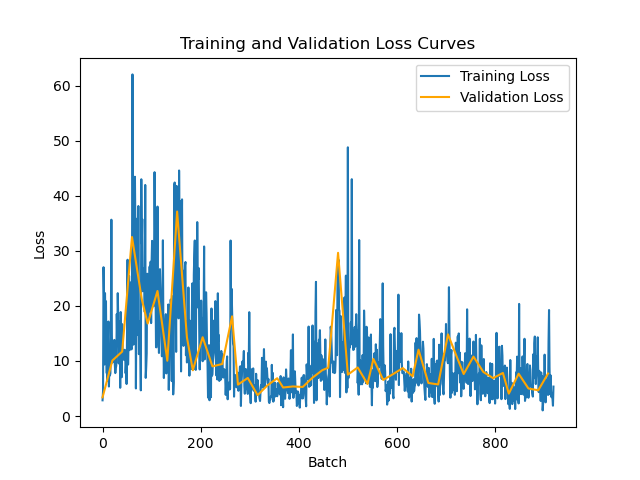 Training and Validation Loss Curves
Training Loss
Validation Loss
60
50
40
30
20
10
0
Loss
0 200 400 600 800
Batch